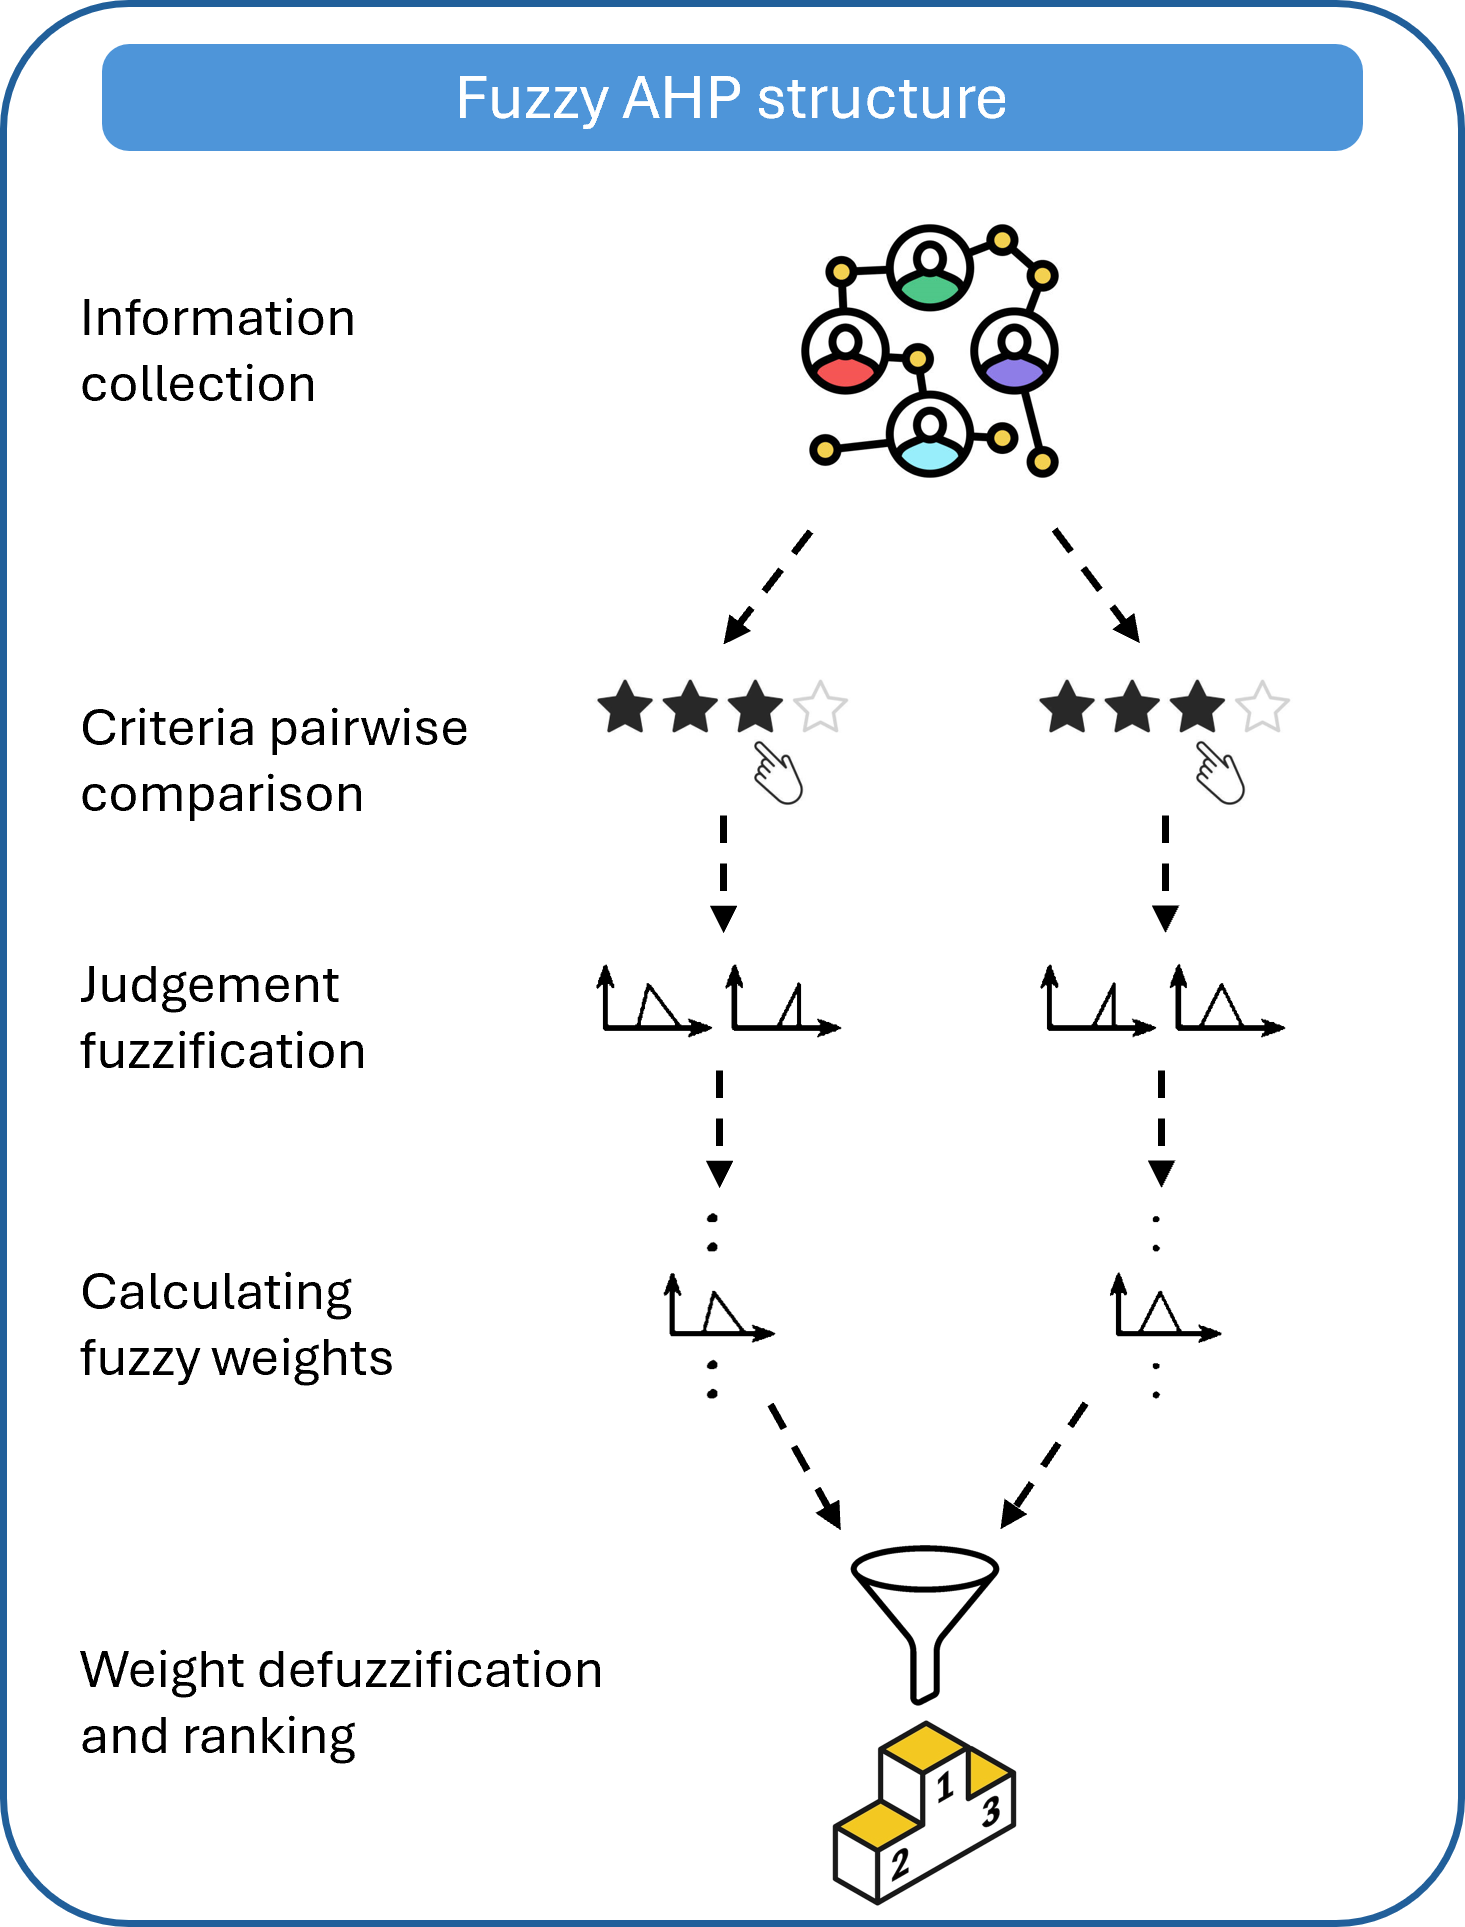 Fuzzy AHP structure
Information
collection
Criteria pairwise
comparison
Judgement
fuzzification
Calculating
fuzzy weights
Weight defuzzification
and ranking
1
3
2